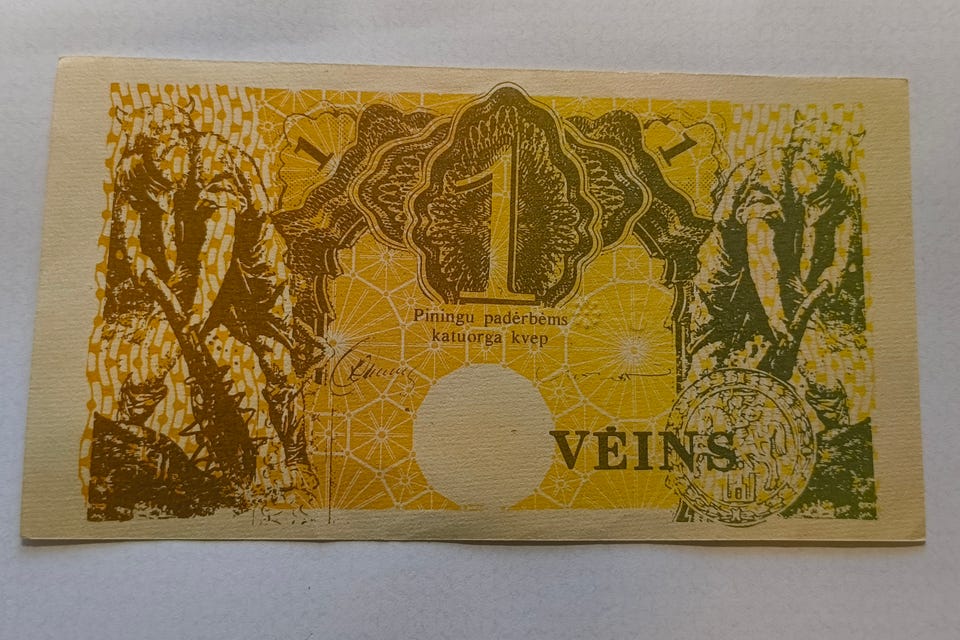 1 1 1
Piningu padėrbėms
katuorga kvep
VĖINS